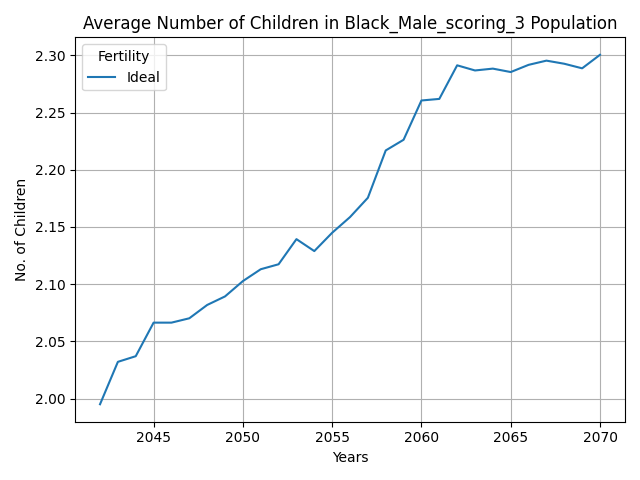 Average Number of Children in Black_Male_scoring_3 Population
Fertility
Ideal
No. of Children
2.30
2.25
2.20
2.15
2.10
2.05
2.00
2045 2050 2055 2060 2065 2070
Years